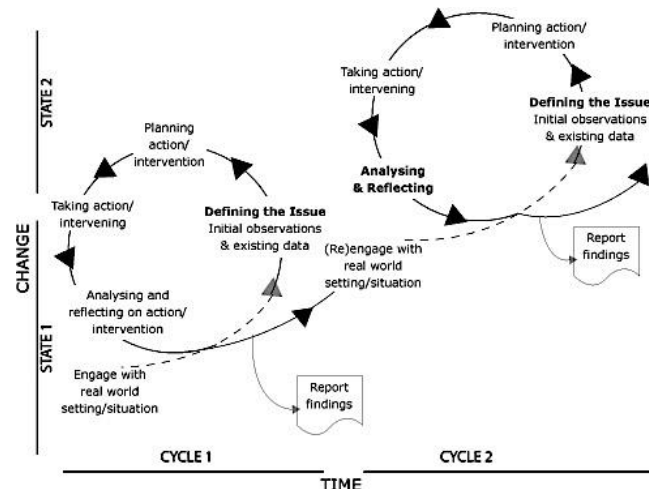 Planning action/
intervention
Taking action/
intervening
Defining the Issue
Initial observations
& existing data
Analysing
& Reflecting
Report
findings
(Re)engage with
real world
setting/situation
Planning
action/
intervention
Taking action/
intervening
Defining the Issue
Initial observations
& existing data
Analysing and
reflecting on action/
intervention
Engage with
real world
setting/situation
Report
findings
STATE 2
CHANGE
STATE 1
CYCLE 1
CYCLE 2
TIME